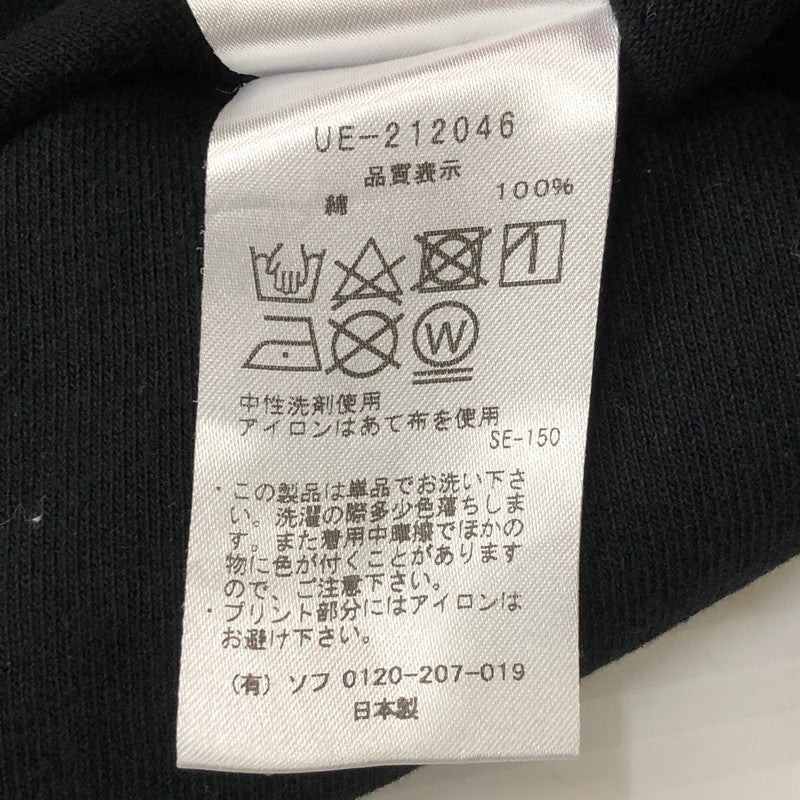 UE-212046
品質表示
綿 100%
W
中性洗剤使用
アイロンはあて布を使用
SE-150
・この製品は単品でお洗い下さ
い。洗濯の際多少色落ちしま
す。また着用中摩擦でほかの
物に色が付くことがあります
ので、ご注意下さい。
・プリント部分にはアイロンは
お避け下さい。
(有)ソフ 0120-207-019
日本製